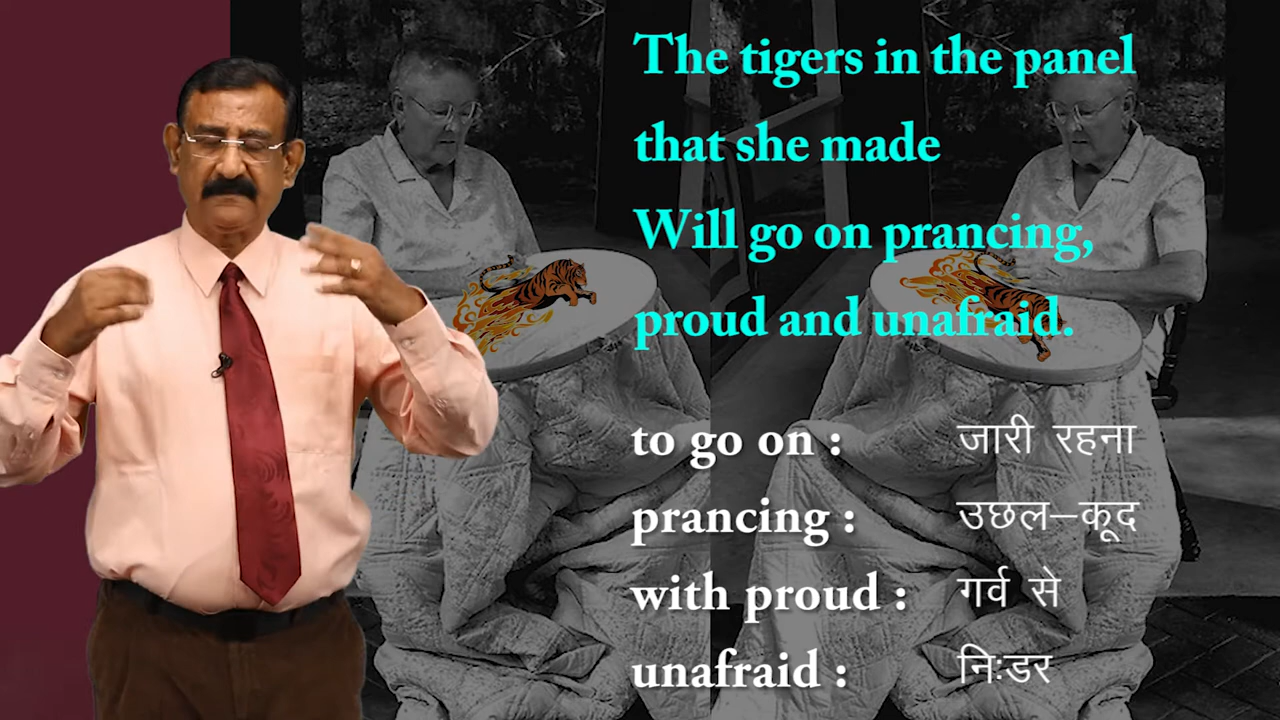 The tigers in the panel
that she made
Will go on prancing,
proud and unafraid.
to go on : जारी रहना
prancing : उछल–कूद
with proud : गर्व से
unafraid : निःडर